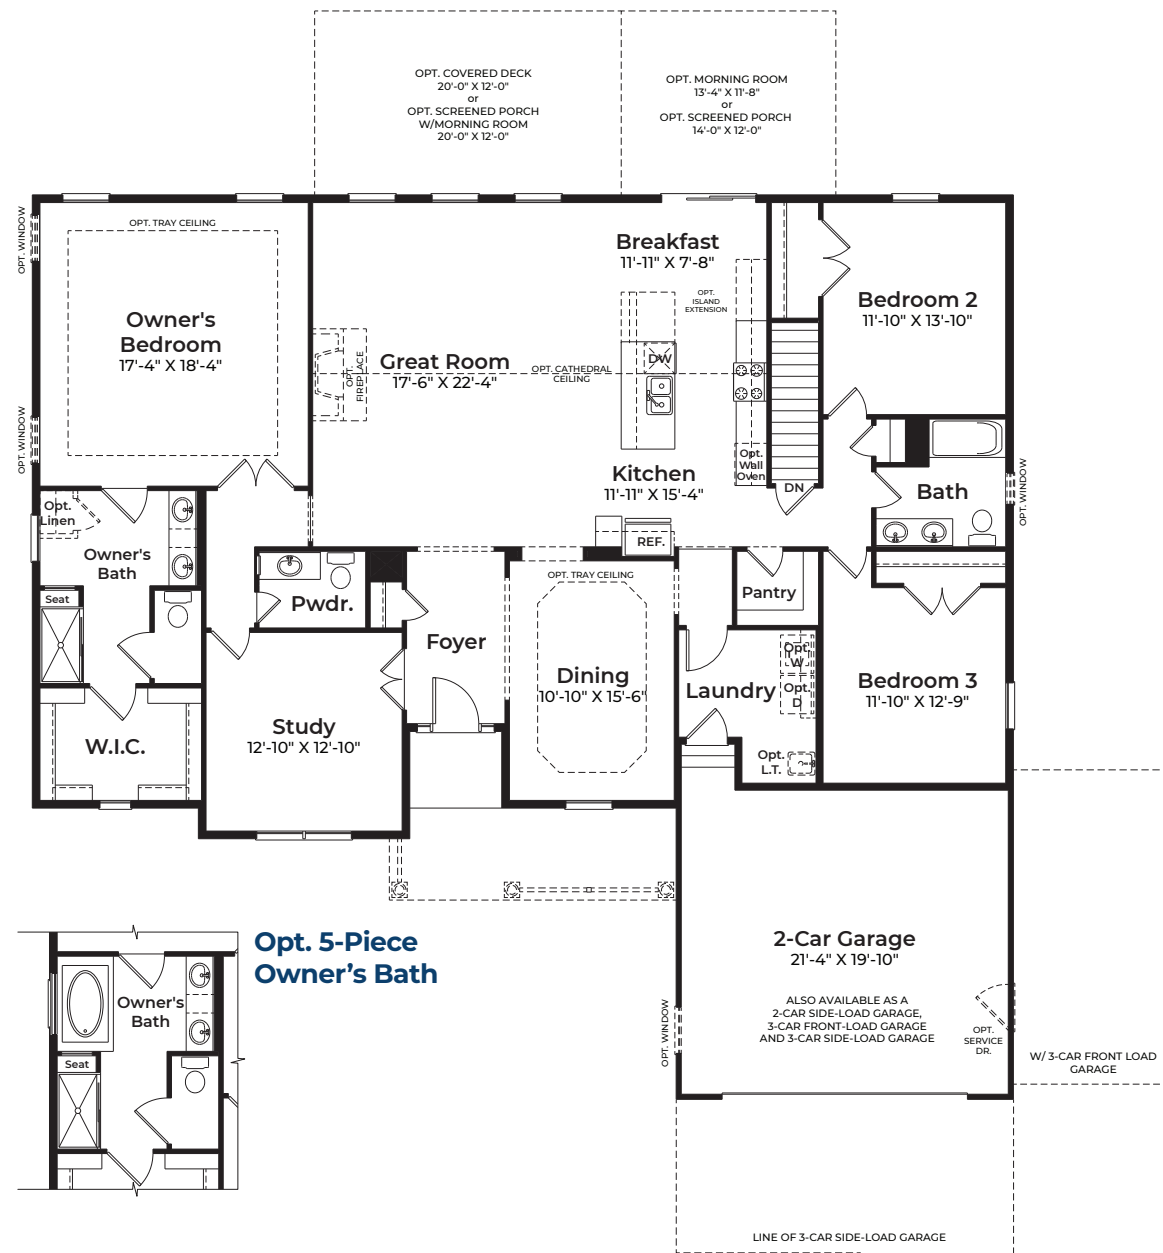 OPT. COVERED DECK
20'-0" X 12'-0"
or
OPT. SCREENED PORCH
W/MORNING ROOM
20'-0" X 12'-0"
OPT. MORNING ROOM
13'-4" X 11'-8"
or
OPT. SCREENED PORCH
14'-0" X 12'-0"
OPT. WINDOW
OPT. TRAY CEILING
Owner's
Bedroom
17'-4" X 18'-4"
OPT. WINDOW
OPT.
FIREPLACE
Great Room
17'-6" X 22'-4"
OPT. CATHEDRAL
CEILING
Breakfast
11'-11" X 7'-8"
OPT.
ISLAND
EXTENSION
DW
Kitchen
11'-11" X 15'-4"
Opt.
Wall
Oven
REF.
DN
Bedroom 2
11'-10" X 13'-10"
Bath
OPT. WINDOW
Opt.
Linen
Owner's
Bath
Seat
W.I.C.
Pwdr.
Study
12'-10" X 12'-10"
Foyer
OPT. TRAY CEILING
Dining
10'-10" X 15'-6"
Pantry
Laundry
Opt.
W
Opt.
D
Opt.
L.T.
Bedroom 3
11'-10" X 12'-9"
2-Car Garage
21'-4" X 19'-10"
ALSO AVAILABLE AS A
2-CAR SIDE-LOAD GARAGE,
3-CAR FRONT-LOAD GARAGE
AND 3-CAR SIDE-LOAD GARAGE
OPT. WINDOW
OPT.
SERVICE
DR.
W/ 3-CAR FRONT LOAD
GARAGE
LINE OF 3-CAR SIDE-LOAD GARAGE
Opt. 5-Piece
Owner’s Bath
Owner's
Bath
Seat